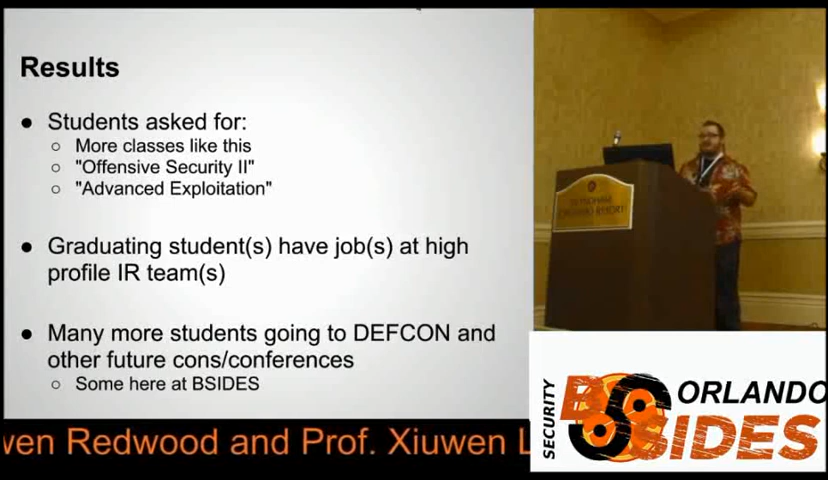 Results
● Students asked for:
○ More classes like this
○ "Offensive Security II"
○ "Advanced Exploitation"
● Graduating student(s) have job(s) at high
profile IR team(s)
● Many more students going to DEFCON and
other future cons/conferences
○ Some here at BSIDES
wen Redwood and Prof. Xiuwen L
SECURITY
BSIDES
ORLANDO